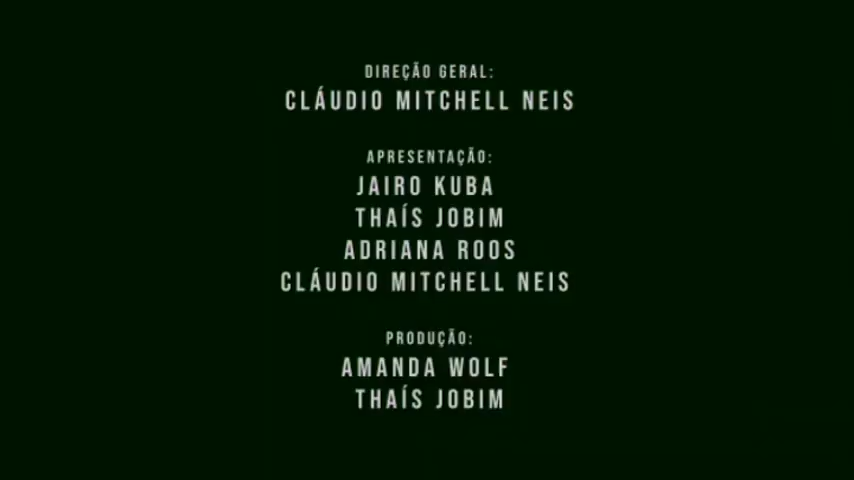 DIREÇÃO GERAL:
CLÁUDIO MITCHELL NEIS
APRESENTAÇÃO:
JAIRO KUBA
THAÍS JOBIM
ADRIANA ROOS
CLÁUDIO MITCHELL NEIS
PRODUÇÃO:
AMANDA WOLF
THAÍS JOBIM